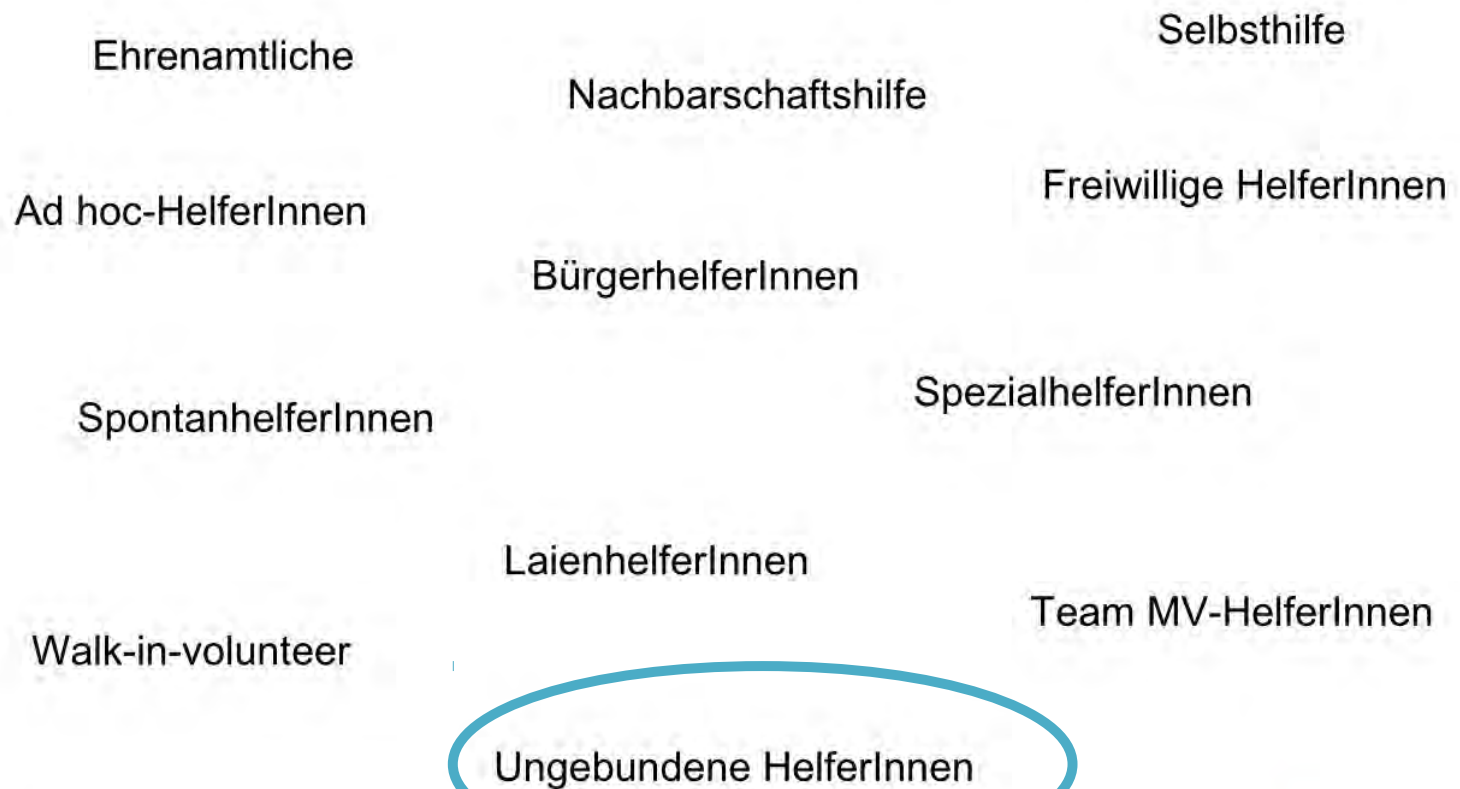 Selbsthilfe
Ehrenamtliche
Nachbarschaftshilfe
Freiwillige HelferInnen
Ad hoc-HelferInnen
BürgerhelferInnen
SpezialhelferInnen
SpontanhelferInnen
LaienhelferInnen
Team MV-HelferInnen
Walk-in-volunteer
Ungebundene HelferInnen